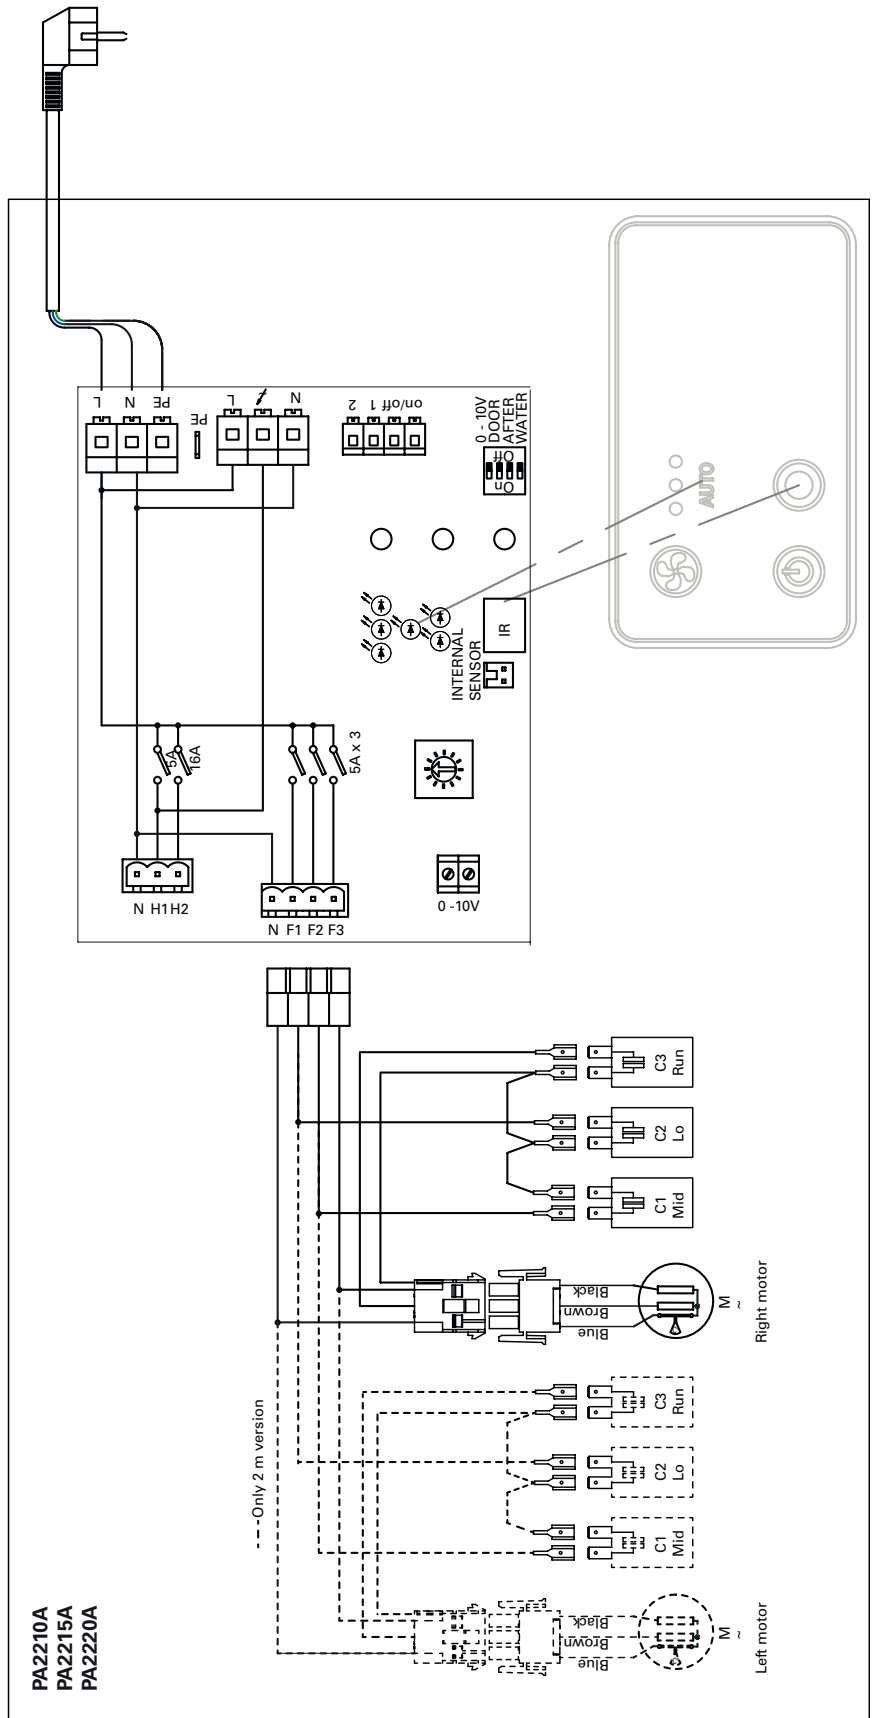 L N PE
PE
L N
2 1 on/off
0 - 10V
DOOR
AFTER
WATER
Off
On
AUTO
IR
INTERNAL
SENSOR
5A
16A
5A x 3
N H1 H2
N F1 F2 F3
0 -10V
C3
Run
C2
Lo
C1
Mid
Black
Brown
Blue
M
~
Right motor
Only 2 m version
C3
Run
C2
Lo
C1
Mid
Black
Brown
Blue
M
~
Left motor
PA2210A
PA2215A
PA2220A